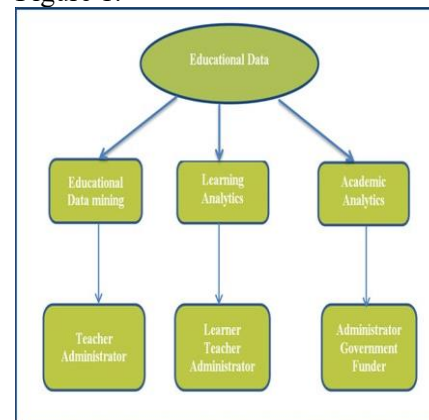 Figure 1.
Educational Data
Educational
Data mining
Learning
Analytics
Academic
Analytics
Teacher
Administrator
Learner
Teacher
Administrator
Administrator
Government
Funder